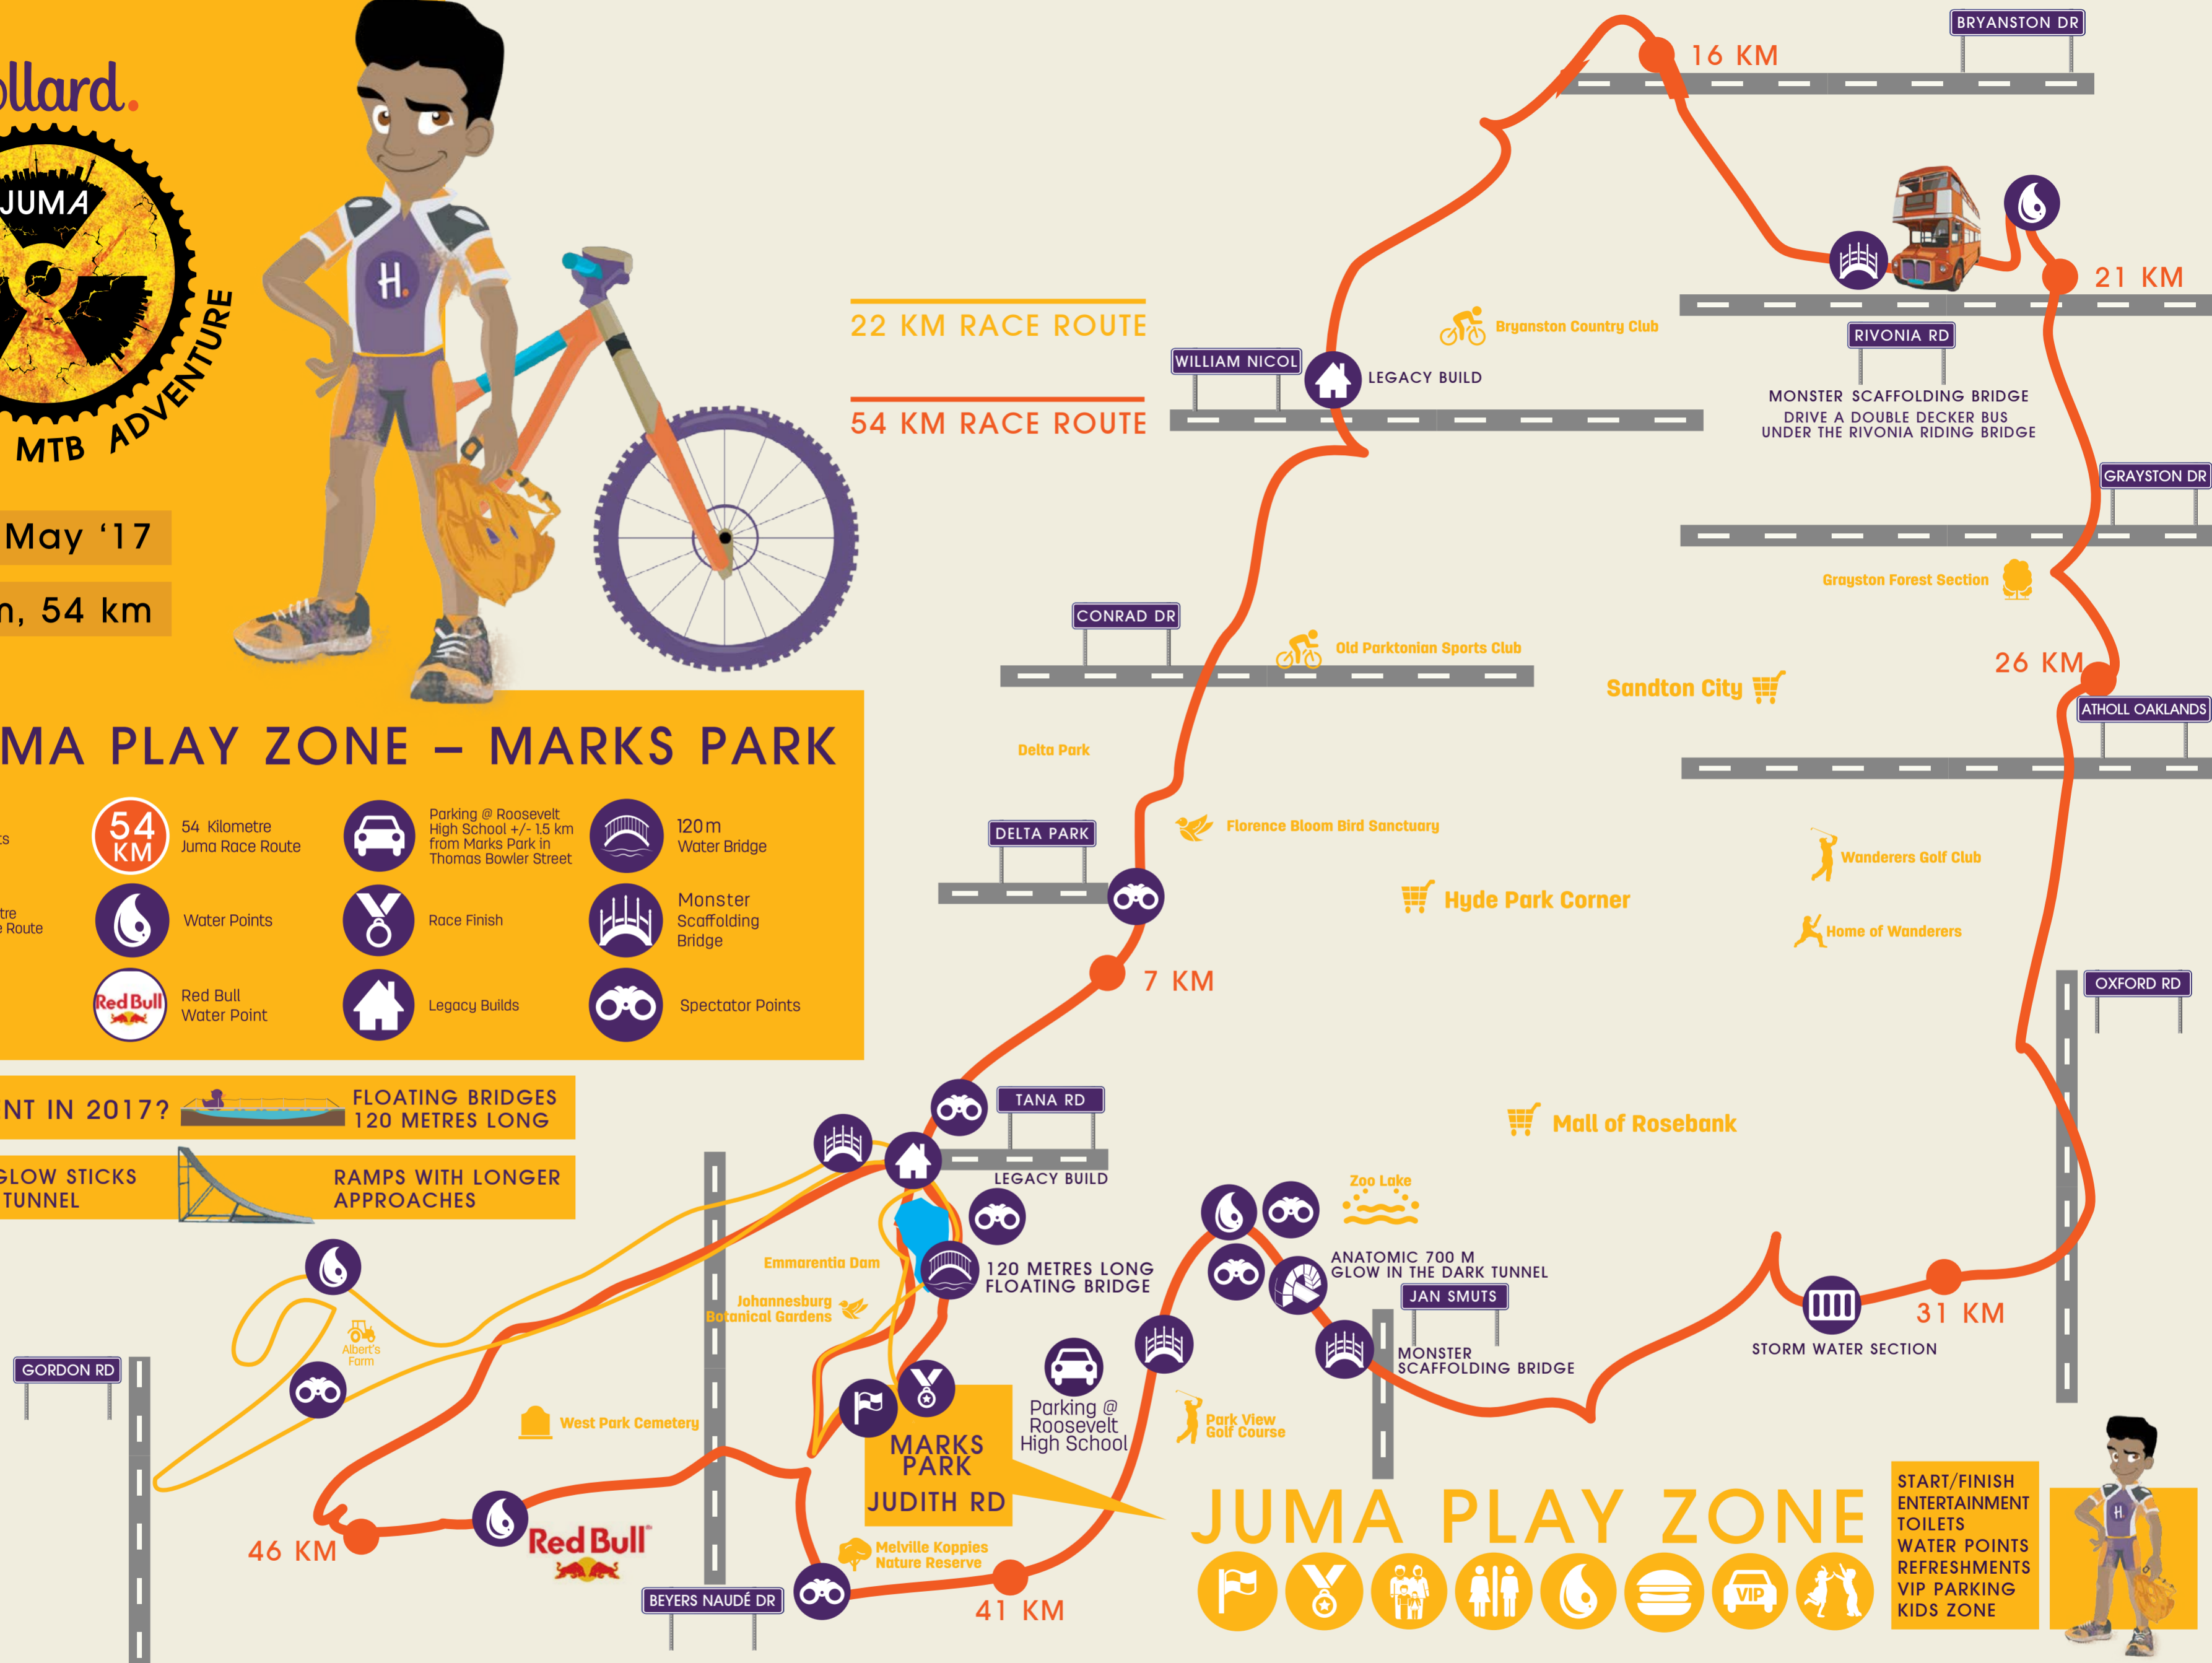 ollard.
JUMA
MTB ADVENTURE
May ‘17
m, 54 km
MA PLAY ZONE – MARKS PARK
ts
tre
e Route
54
KM
54 Kilometre
Juma Race Route
Water Points
Red Bull
Red Bull
Water Point
Parking @ Roosevelt
High School +/- 1.5 km
from Marks Park in
Thomas Bowler Street
Race Finish
Legacy Builds
120 m
Water Bridge
Monster
Scaffolding
Bridge
Spectator Points
NT IN 2017?
FLOATING BRIDGES
120 METRES LONG
GLOW STICKS
TUNNEL
RAMPS WITH LONGER
APPROACHES
H.
22 KM RACE ROUTE
54 KM RACE ROUTE
BRYANSTON DR
16 KM
21 KM
RIVONIA RD
MONSTER SCAFFOLDING BRIDGE
DRIVE A DOUBLE DECKER BUS
UNDER THE RIVONIA RIDING BRIDGE
Bryanston Country Club
WILLIAM NICOL
LEGACY BUILD
GRAYSTON DR
Grayston Forest Section
CONRAD DR
Old Parktonian Sports Club
26 KM
Sandton City
ATHOLL OAKLANDS
Delta Park
DELTA PARK
Florence Bloom Bird Sanctuary
Wanderers Golf Club
Hyde Park Corner
Home of Wanderers
7 KM
OXFORD RD
TANA RD
LEGACY BUILD
Mall of Rosebank
Zoo Lake
Emmarentia Dam
120 METRES LONG
FLOATING BRIDGE
ANATOMIC 700 M
GLOW IN THE DARK TUNNEL
JAN SMUTS
Johannesburg
Botanical Gardens
31 KM
STORM WATER SECTION
MONSTER
SCAFFOLDING BRIDGE
Albert's
Farm
GORDON RD
West Park Cemetery
Parking @
Roosevelt
High School
Park View
Golf Course
MARKS
PARK
JUDITH RD
46 KM
Red Bull
Melville Koppies
Nature Reserve
BEYERS NAUDÉ DR
41 KM
JUMA PLAY ZONE
VIP
START/FINISH
ENTERTAINMENT
TOILETS
WATER POINTS
REFRESHMENTS
VIP PARKING
KIDS ZONE
H.